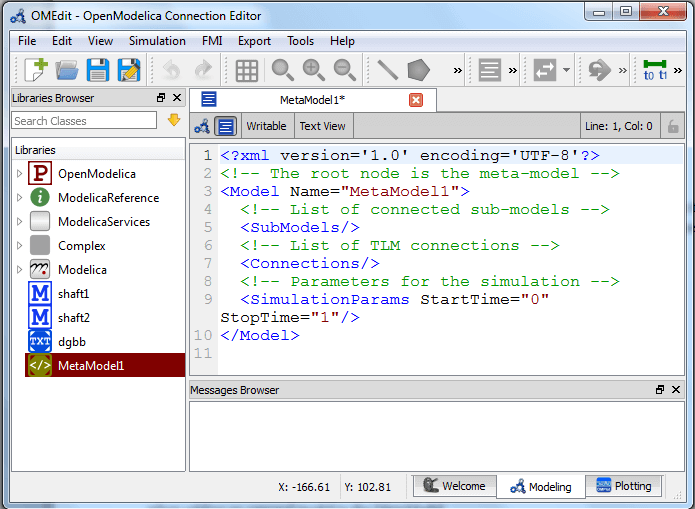 OMEdit - OpenModelica Connection Editor
File Edit View Simulation FMI Export Tools Help
» » » » t0 t1 »
Libraries Browser
MetaModel1*
Search Classes
Writable Text View Line: 1, Col: 0
Libraries
P OpenModelica
i ModelicaReference
ModelicaServices
Complex
m Modelica
M shaft1
M shaft2
TXT dgbb
</> MetaModel1
1 <?xml version='1.0' encoding='UTF-8'?>
2 <!-- The root node is the meta-model -->
3 <Model Name="MetaModel1">
4 <!-- List of connected sub-models -->
5 <SubModels/>
6 <!-- List of TLM connections -->
7 <Connections/>
8 <!-- Parameters for the simulation -->
9 <SimulationParams StartTime="0"
StopTime="1"/>
10 </Model>
11
Messages Browser
X: -166.61 Y: 102.81 Welcome Modeling Plotting